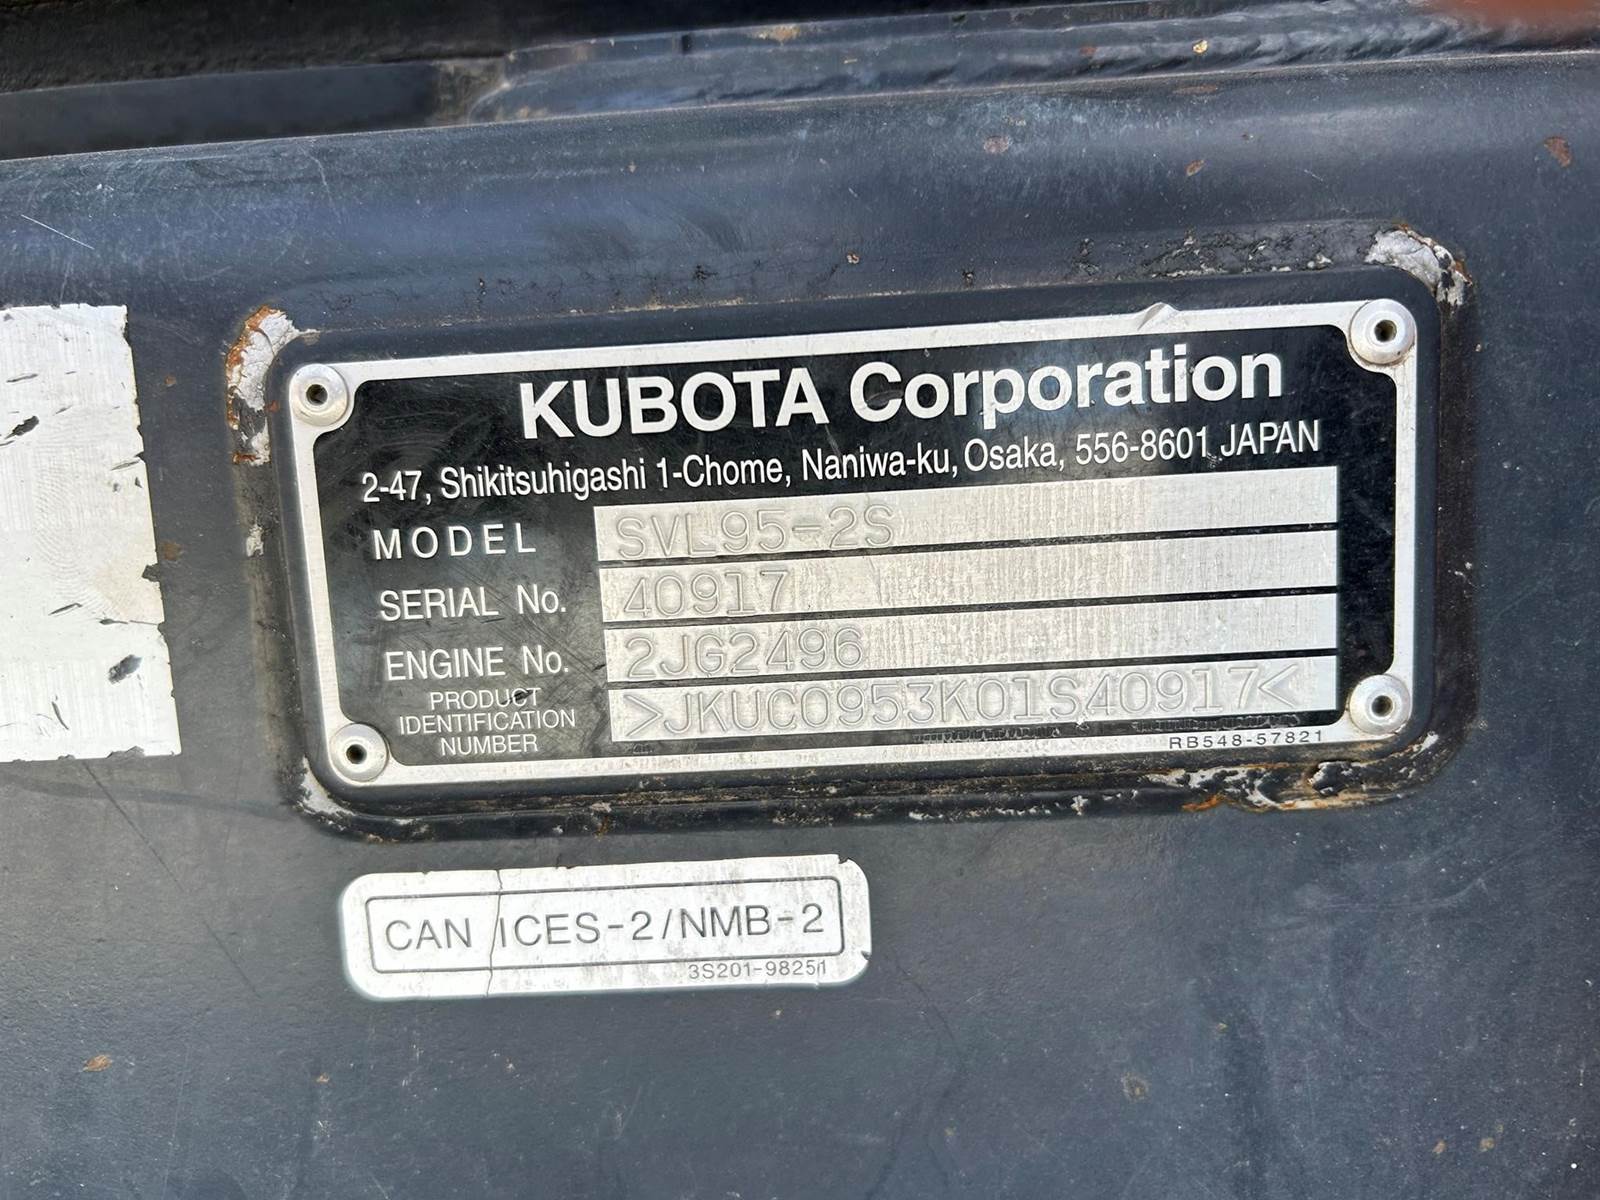 KUBOTA Corporation
2-47, Shikitsuhigashi 1-Chome, Naniwa-ku, Osaka, 556-8601 JAPAN
MODEL SVL95-2S
SERIAL No. 40917
ENGINE No. 2JG2496
PRODUCT IDENTIFICATION NUMBER >JKUC0953K01S40917<
RB548-57821
CAN ICES-2/NMB-2
3S201-98251